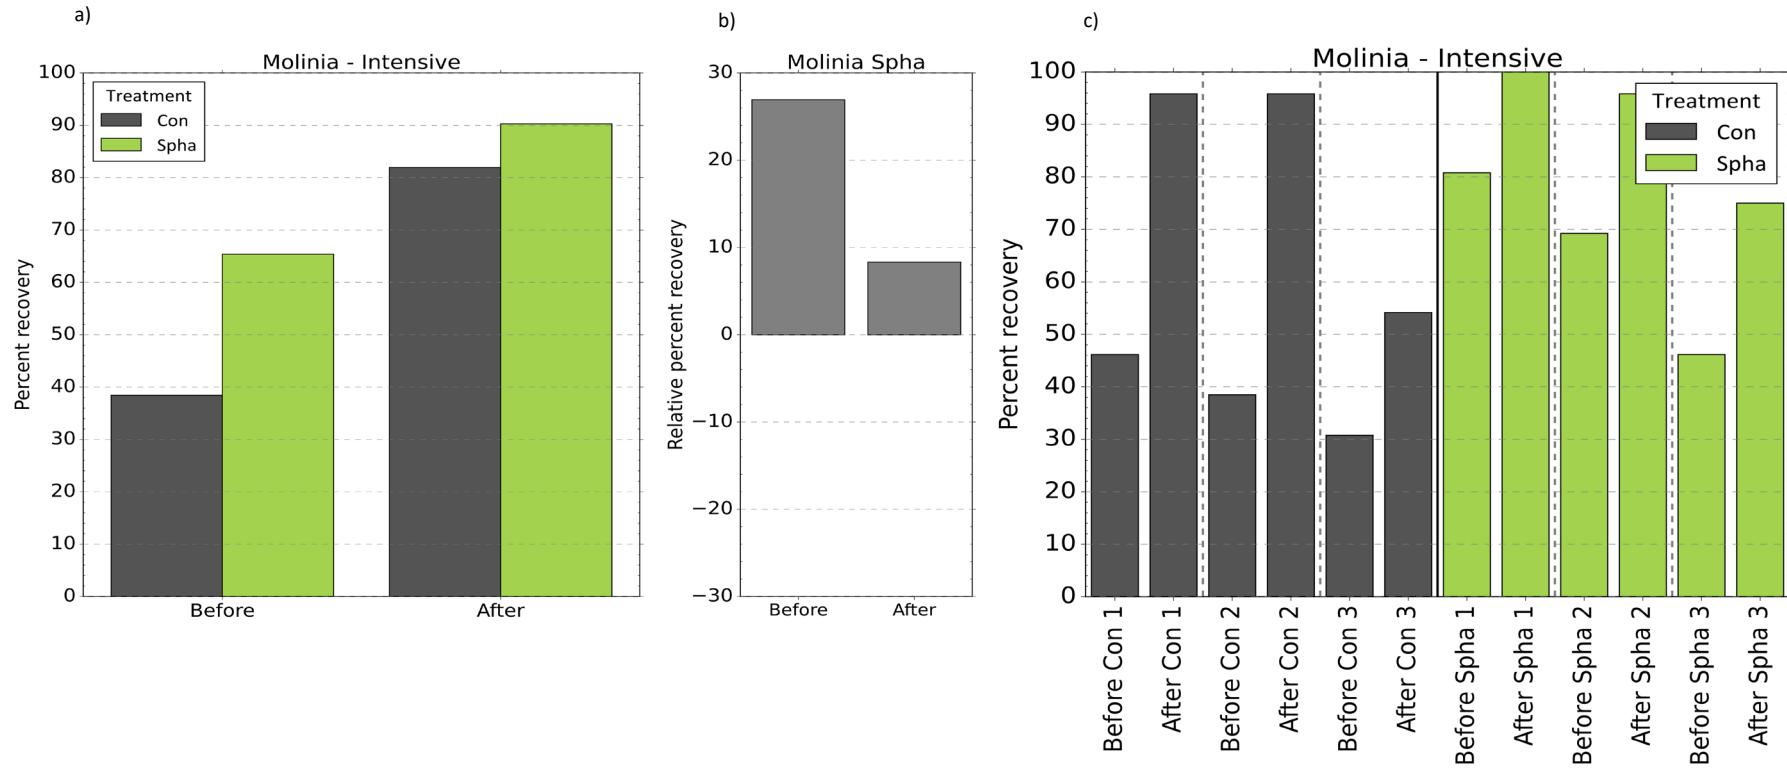 a)
Molinia - Intensive
Treatment
Con
Spha
Percent recovery
100
90
80
70
60
50
40
30
20
10
0
Before
After
b)
Molinia Spha
Relative percent recovery
30
20
10
0
−10
−20
−30
Before
After
c)
Molinia - Intensive
Treatment
Con
Spha
Percent recovery
100
90
80
70
60
50
40
30
20
10
0
Before Con 1
After Con 1
Before Con 2
After Con 2
Before Con 3
After Con 3
Before Spha 1
After Spha 1
Before Spha 2
After Spha 2
Before Spha 3
After Spha 3